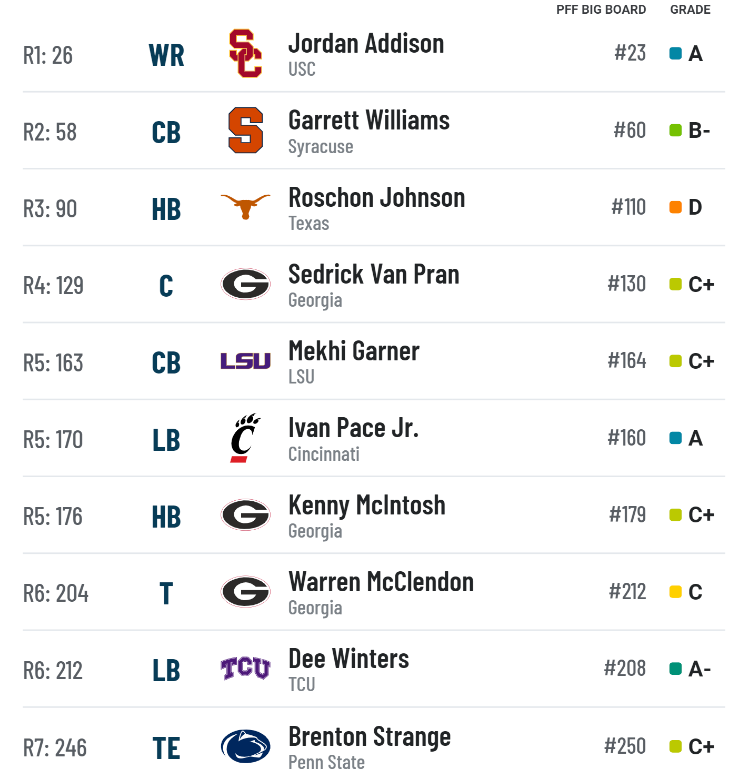 PFF BIG BOARD GRADE
R1: 26 WR SC Jordan Addison #23 A
USC
R2: 58 CB S Garrett Williams #60 B-
Syracuse
R3: 90 HB Roschon Johnson #110 D
Texas
R4: 129 C G Sedrick Van Pran #130 C+
Georgia
R5: 163 CB LSU Mekhi Garner #164 C+
LSU
R5: 170 LB C Ivan Pace Jr. #160 A
Cincinnati
R5: 176 HB G Kenny McIntosh #179 C+
Georgia
R6: 204 T G Warren McClendon #212 C
Georgia
R6: 212 LB TCU Dee Winters #208 A-
TCU
R7: 246 TE Brenton Strange #250 C+
Penn State